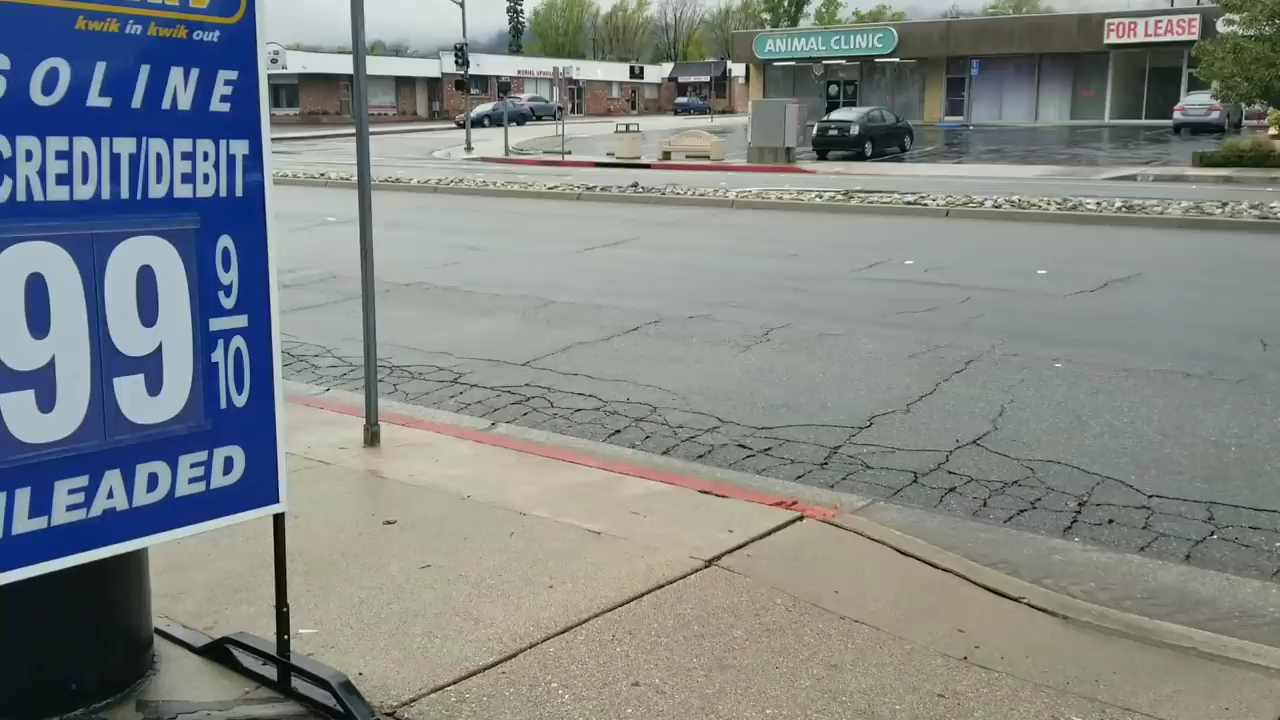 kwik in kwik out
SOLINE
CREDIT/DEBIT
99 9/10
LEADED
ANIMAL CLINIC
FOR LEASE